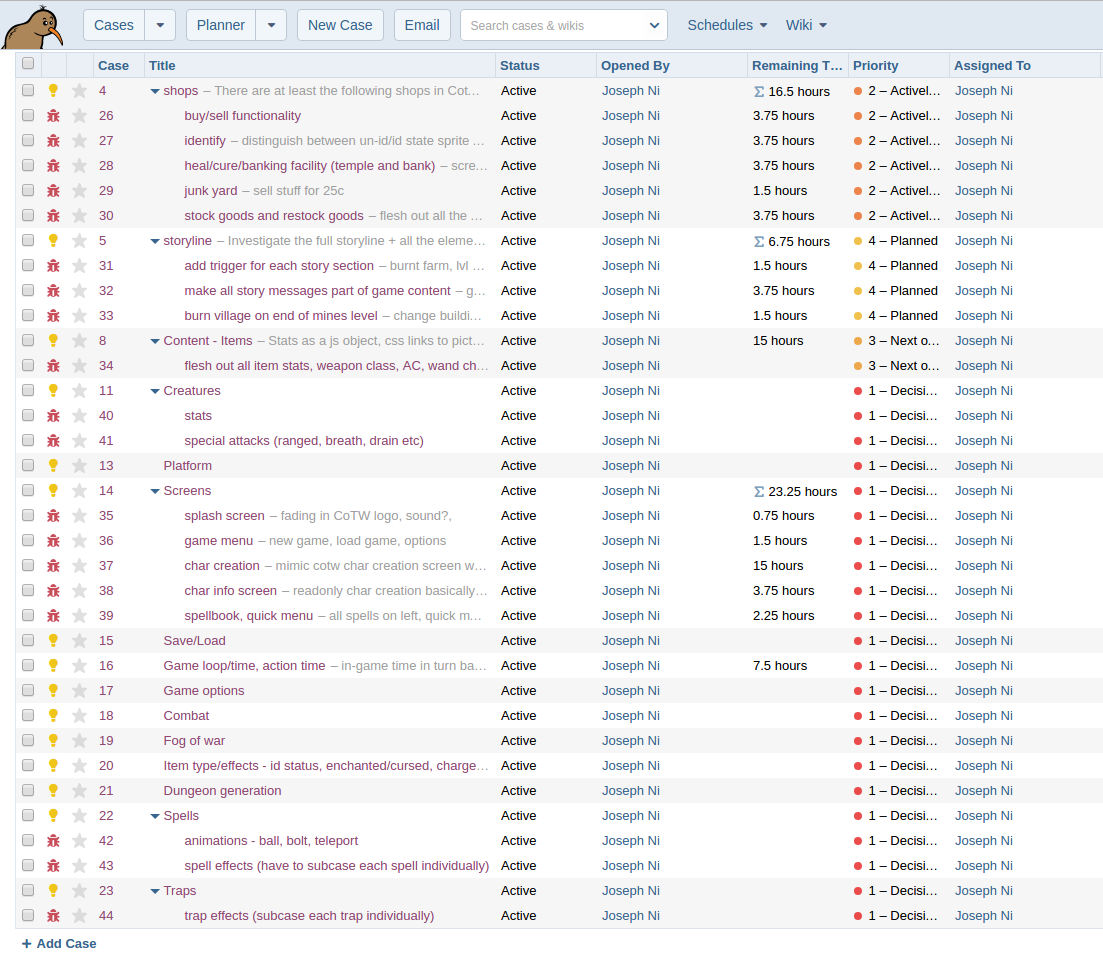 Cases Planner New Case Email Search cases & wikis Schedules Wiki
Case Title Status Opened By Remaining T… Priority Assigned To
4 shops – There are at least the following shops in Cot… Active Joseph Ni Σ 16.5 hours 2 – Activel… Joseph Ni
26 buy/sell functionality Active Joseph Ni 3.75 hours 2 – Activel… Joseph Ni
27 identify – distinguish between un-id/id state sprite … Active Joseph Ni 3.75 hours 2 – Activel… Joseph Ni
28 heal/cure/banking facility (temple and bank) – scre… Active Joseph Ni 3.75 hours 2 – Activel… Joseph Ni
29 junk yard – sell stuff for 25c Active Joseph Ni 1.5 hours 2 – Activel… Joseph Ni
30 stock goods and restock goods – flesh out all the … Active Joseph Ni 3.75 hours 2 – Activel… Joseph Ni
5 storyline – Investigate the full storyline + all the eleme… Active Joseph Ni Σ 6.75 hours 4 – Planned Joseph Ni
31 add trigger for each story section – burnt farm, lvl … Active Joseph Ni 1.5 hours 4 – Planned Joseph Ni
32 make all story messages part of game content – g… Active Joseph Ni 3.75 hours 4 – Planned Joseph Ni
33 burn village on end of mines level – change buildi… Active Joseph Ni 1.5 hours 4 – Planned Joseph Ni
8 Content - Items – Stats as a js object, css links to pict… Active Joseph Ni 15 hours 3 – Next o… Joseph Ni
34 flesh out all item stats, weapon class, AC, wand ch… Active Joseph Ni 3 – Next o… Joseph Ni
11 Creatures Active Joseph Ni 1 – Decisi… Joseph Ni
40 stats Active Joseph Ni 1 – Decisi… Joseph Ni
41 special attacks (ranged, breath, drain etc) Active Joseph Ni 1 – Decisi… Joseph Ni
13 Platform Active Joseph Ni 1 – Decisi… Joseph Ni
14 Screens Active Joseph Ni Σ 23.25 hours 1 – Decisi… Joseph Ni
35 splash screen – fading in CoTW logo, sound?, Active Joseph Ni 0.75 hours 1 – Decisi… Joseph Ni
36 game menu – new game, load game, options Active Joseph Ni 1.5 hours 1 – Decisi… Joseph Ni
37 char creation – mimic cotw char creation screen w… Active Joseph Ni 15 hours 1 – Decisi… Joseph Ni
38 char info screen – readonly char creation basically… Active Joseph Ni 3.75 hours 1 – Decisi… Joseph Ni
39 spellbook, quick menu – all spells on left, quick m… Active Joseph Ni 2.25 hours 1 – Decisi… Joseph Ni
15 Save/Load Active Joseph Ni 1 – Decisi… Joseph Ni
16 Game loop/time, action time – in-game time in turn ba… Active Joseph Ni 7.5 hours 1 – Decisi… Joseph Ni
17 Game options Active Joseph Ni 1 – Decisi… Joseph Ni
18 Combat Active Joseph Ni 1 – Decisi… Joseph Ni
19 Fog of war Active Joseph Ni 1 – Decisi… Joseph Ni
20 Item type/effects - id status, enchanted/cursed, charge… Active Joseph Ni 1 – Decisi… Joseph Ni
21 Dungeon generation Active Joseph Ni 1 – Decisi… Joseph Ni
22 Spells Active Joseph Ni 1 – Decisi… Joseph Ni
42 animations - ball, bolt, teleport Active Joseph Ni 1 – Decisi… Joseph Ni
43 spell effects (have to subcase each spell individually) Active Joseph Ni 1 – Decisi… Joseph Ni
23 Traps Active Joseph Ni 1 – Decisi… Joseph Ni
44 trap effects (subcase each trap individually) Active Joseph Ni 1 – Decisi… Joseph Ni
+ Add Case